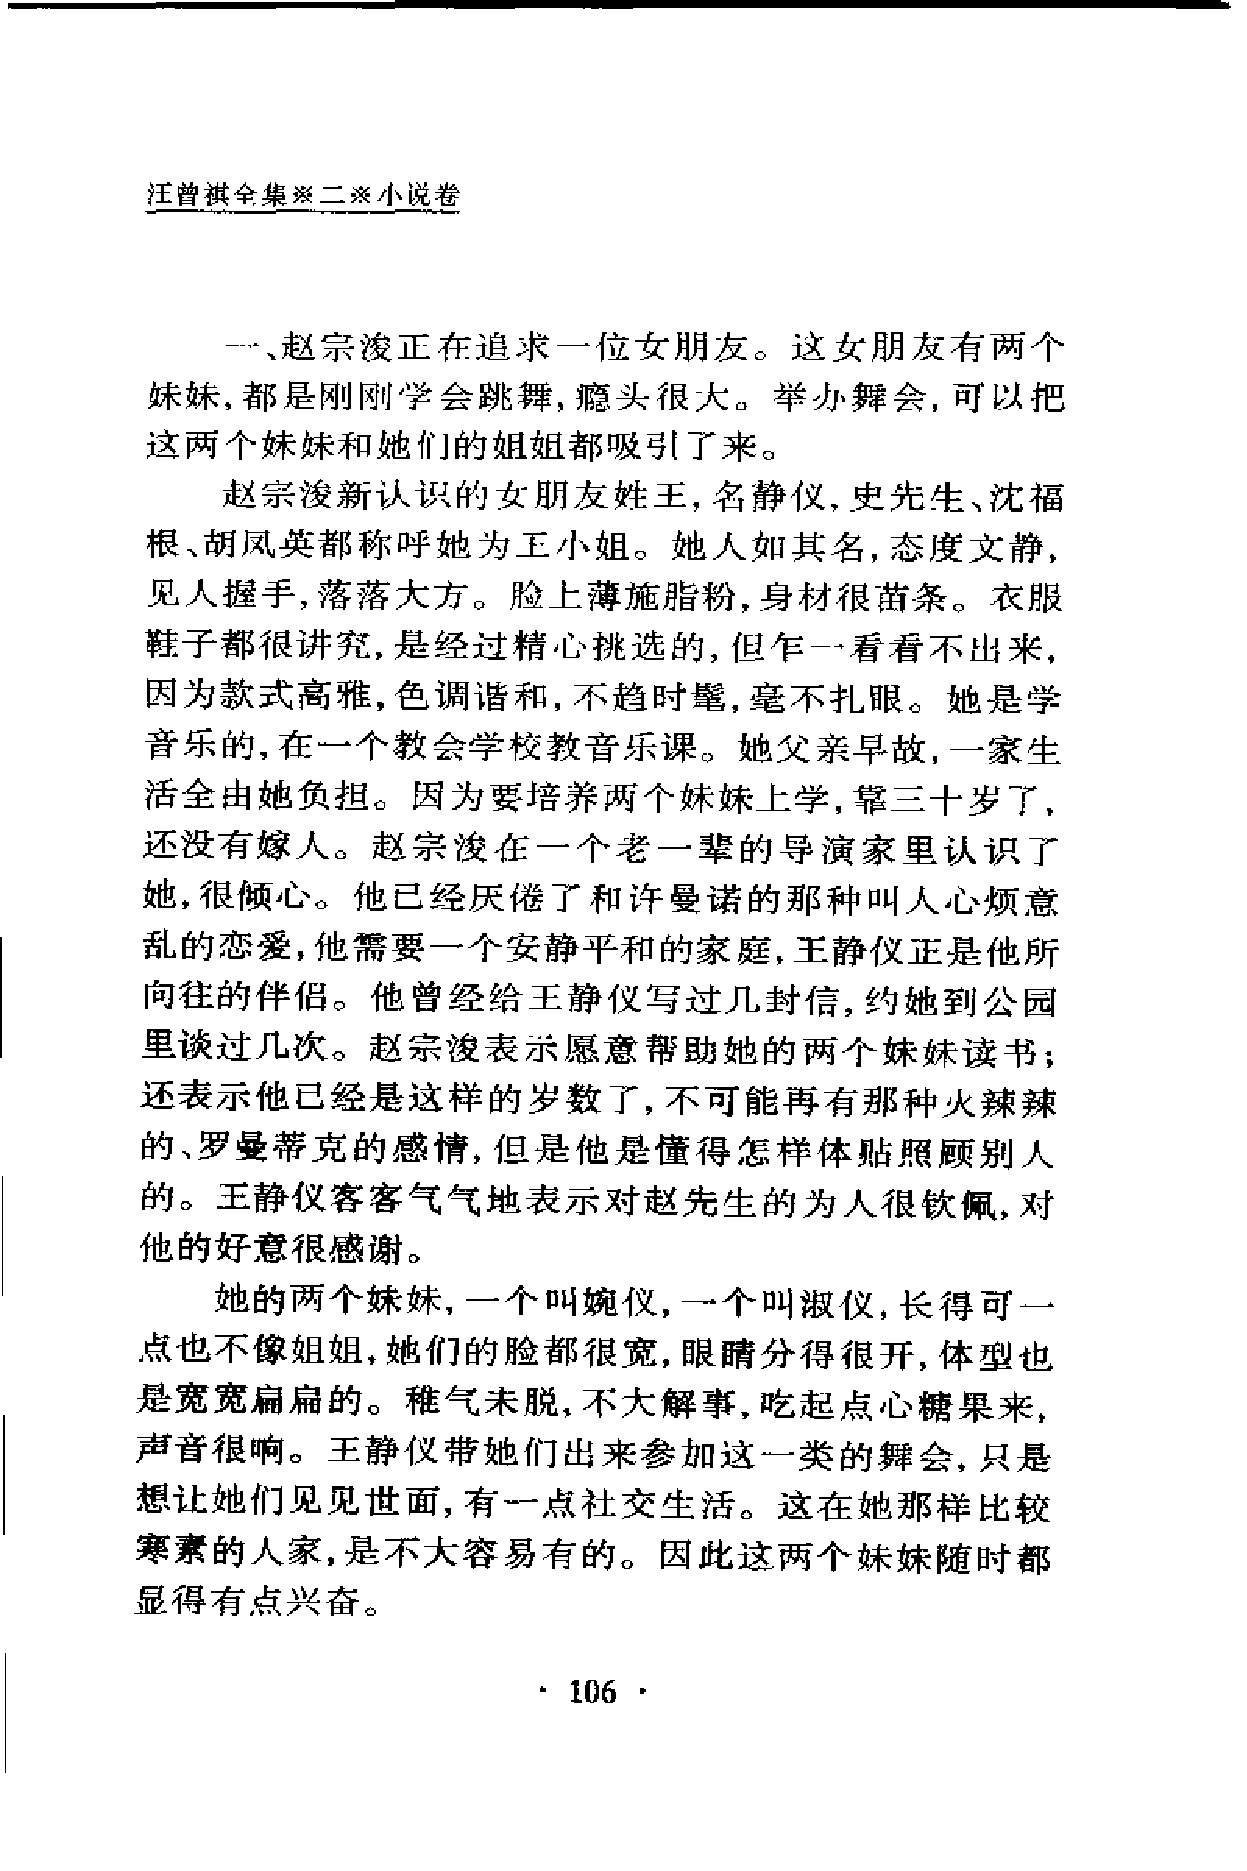 汪曾祺全集※二※小说卷
一、赵宗浚正在追求一位女朋友。这女朋友有两个
妹妹,都是刚刚学会跳舞,瘾头很大。举办舞会,可以把
这两个妹妹和她们的姐姐都吸引了来。
赵宗浚新认识的女朋友姓王,名静仪,史先生、沈福
根、胡凤英都称呼她为王小姐。她人如其名,态度文静,
见人握手,落落大方。脸上薄施脂粉,身材很苗条。衣服
鞋子都很讲究,是经过精心挑选的,但乍一看看不出来,
因为款式高雅,色调谐和,不趋时髦,毫不扎眼。她是学
音乐的,在一个教会学校教音乐课。她父亲早故,一家生
活全由她负担。因为要培养两个妹妹上学,靠三十岁了,
还没有嫁人。赵宗浚在一个老一辈的导演家里认识了
她,很倾心。他已经厌倦了和许曼诺的那种叫人心烦意
乱的恋爱,他需要一个安静平和的家庭,王静仪正是他所
向往的伴侣。他曾经给王静仪写过几封信,约她到公园
里谈过几次。赵宗浚表示愿意帮助她的两个妹妹读书;
还表示他已经是这样的岁数了,不可能再有那种火辣辣
的、罗曼蒂克的感情,但是他是懂得怎样体贴照顾别人
的。王静仪客客气气地表示对赵先生的为人很钦佩,对
他的好意很感谢。
她的两个妹妹,一个叫婉仪,一个叫淑仪,长得可一
点也不像姐姐,她们的脸都很宽,眼睛分得很开,体型也
是宽宽扁扁的。稚气未脱,不大解事,吃起点心糖果来,
声音很响。王静仪带她们出来参加这一类的舞会,只是
想让她们见见世面,有一点社交生活。这在她那样比较
寒素的人家,是不大容易有的。因此这两个妹妹随时都
显得有点兴奋。
· 106 ·